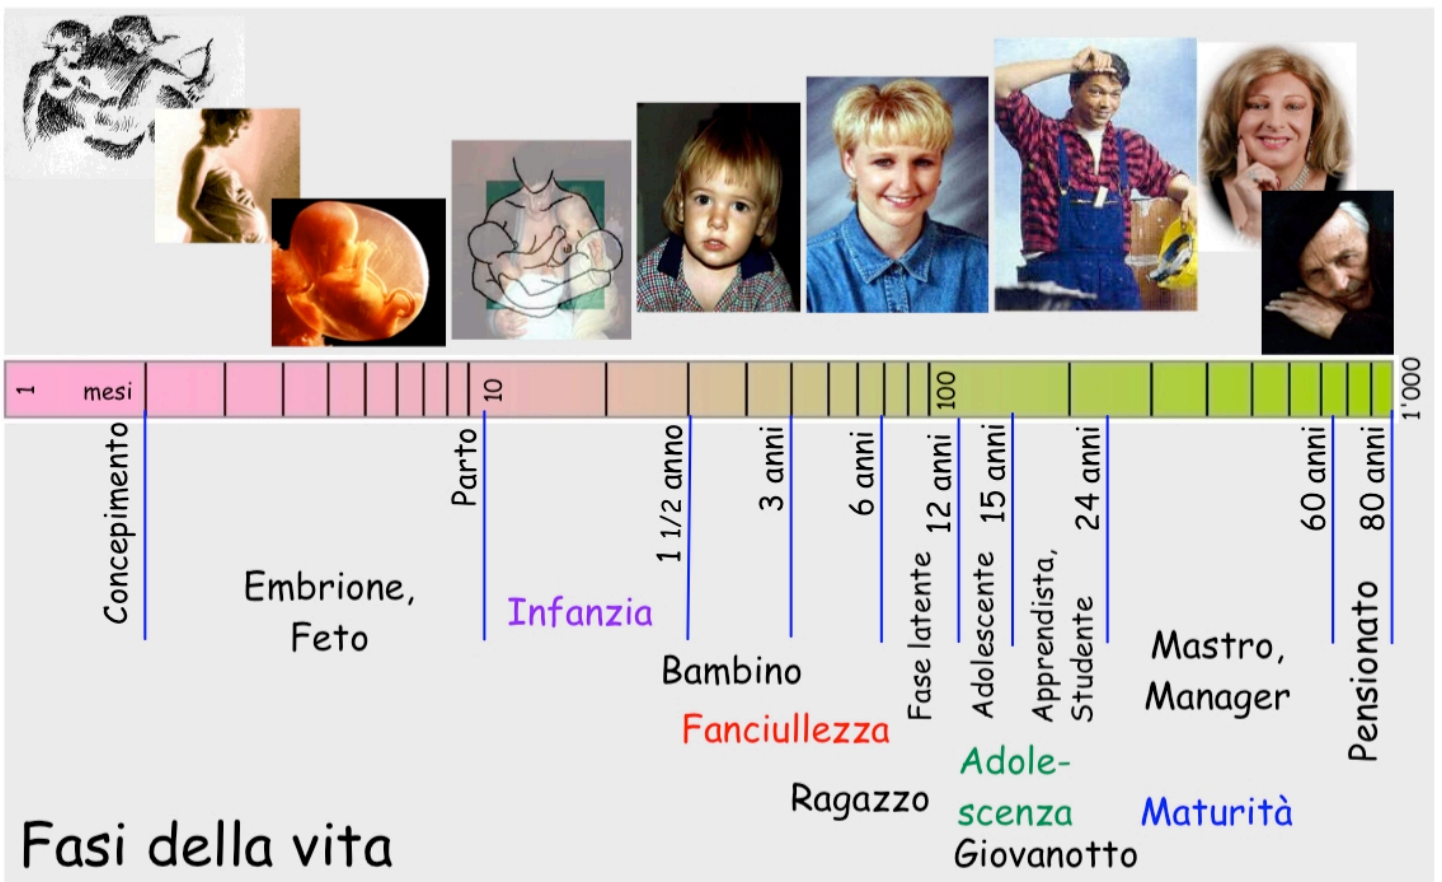 1
mesi
10
100
1'000
Concepimento
Parto
1 1/2 anno
3 anni
6 anni
12 anni
15 anni
24 anni
60 anni
80 anni
Embrione,
Feto
Infanzia
Bambino
Fanciullezza
Ragazzo
Fase latente
Adolescente
Apprendista,
Studente
Adole-
scenza
Giovanotto
Mastro,
Manager
Maturità
Pensionato
Fasi della vita